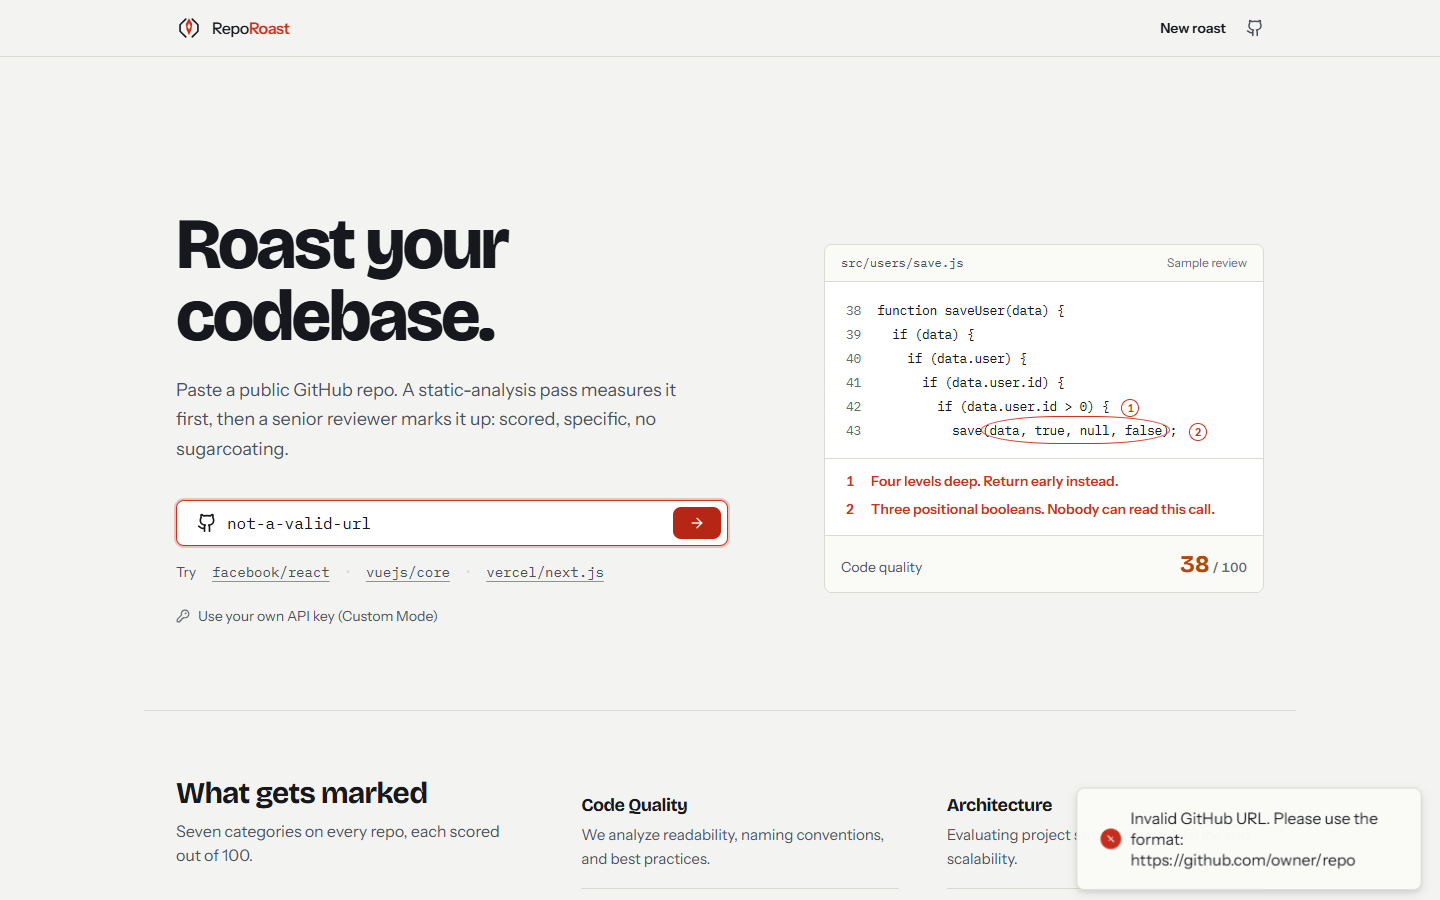 RepoRoast
New roast
Roast your
codebase.
Paste a public GitHub repo. A static-analysis pass measures it
first, then a senior reviewer marks it up: scored, specific, no
sugarcoating.
not-a-valid-url
Try facebook/react · vuejs/core · vercel/next.js
Use your own API key (Custom Mode)
src/users/save.js
Sample review
38 function saveUser(data) {
39 if (data) {
40 if (data.user) {
41 if (data.user.id) {
42 if (data.user.id > 0) { 1
43 save(data, true, null, false); 2
1 Four levels deep. Return early instead.
2 Three positional booleans. Nobody can read this call.
Code quality
38 / 100
What gets marked
Seven categories on every repo, each scored
out of 100.
Code Quality
We analyze readability, naming conventions,
and best practices.
Architecture
Evaluating project
scalability.
Invalid GitHub URL. Please use the
format:
https://github.com/owner/repo